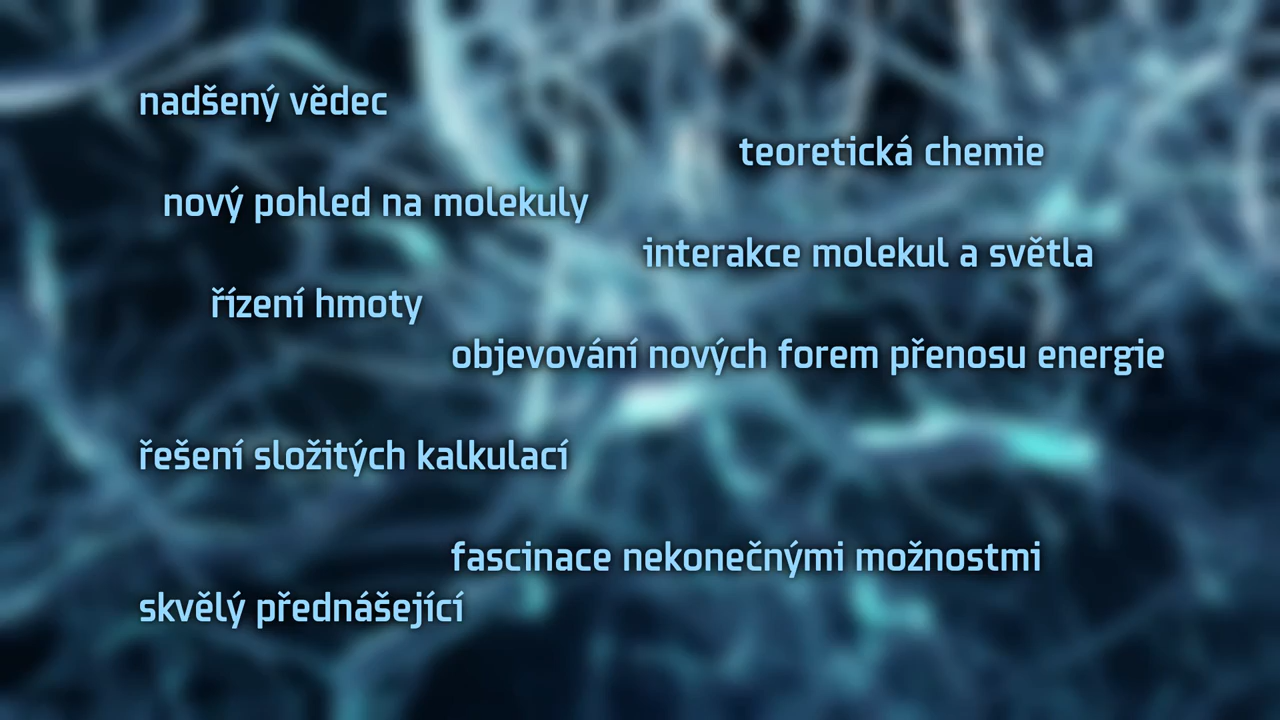 nadšený vědec
teoretická chemie
nový pohled na molekuly
interakce molekul a světla
řízení hmoty
objevování nových forem přenosu energie
řešení složitých kalkulací
fascinace nekonečnými možnostmi
skvělý přednášející